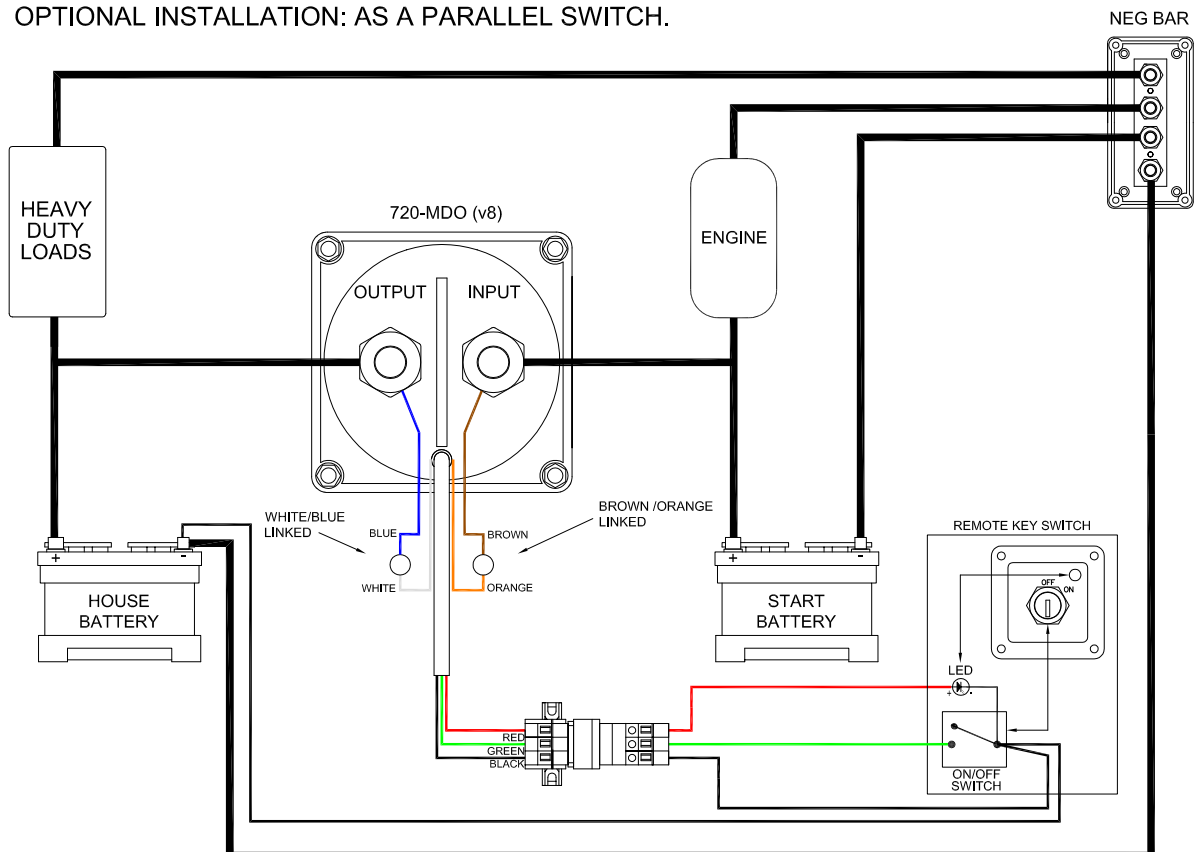 OPTIONAL INSTALLATION: AS A PARALLEL SWITCH.
NEG BAR
HEAVY
DUTY
LOADS
720-MDO (v8)
OUTPUT
INPUT
ENGINE
WHITE/BLUE
LINKED
BLUE
WHITE
BROWN
ORANGE
BROWN /ORANGE
LINKED
+
-
HOUSE
BATTERY
+
-
START
BATTERY
REMOTE KEY SWITCH
OFF
ON
LED
+
-
RED
GREEN
BLACK
ON/OFF
SWITCH